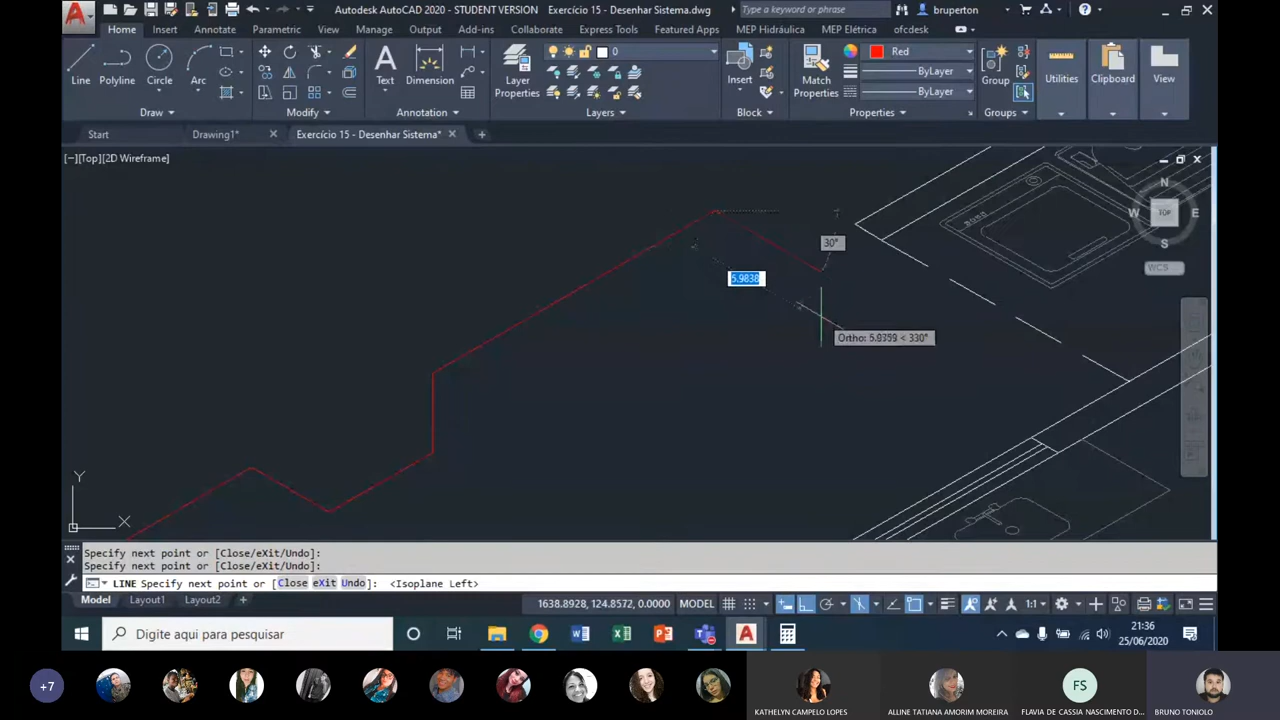 Autodesk AutoCAD 2020 - STUDENT VERSION Exercício 15 - Desenhar Sistema.dwg
Type a keyword or phrase
bruperton
Home Insert Annotate Parametric View Manage Output Add-ins Collaborate Express Tools Featured Apps MEP Hidráulica MEP Elétrica ofcdesk
Line Polyline Circle Arc
Text Dimension
Layer Properties
0
Insert
Match Properties
Red
ByLayer
ByLayer
Group
Utilities
Clipboard
View
Draw Modify Annotation Layers Block Properties Groups
Start Drawing1* Exercício 15 - Desenhar Sistema* +
[−][Top][2D Wireframe]
N
W TOP E
S
WCS
30°
5.9838
Ortho: 5.9359 < 330°
Y
X
Specify next point or [Close/eXit/Undo]:
Specify next point or [Close/eXit/Undo]:
LINE Specify next point or [Close eXit Undo]: <Isoplane Left>
Model Layout1 Layout2 +
1638.8928, 124.8572, 0.0000 MODEL
1:1
Digite aqui para pesquisar
21:36
25/06/2020
+7
FS
KATHELYN CAMPELO LOPES
ALLINE TATIANA AMORIM MOREIRA
FLAVIA DE CASSIA NASCIMENTO D...
BRUNO TONIOLO